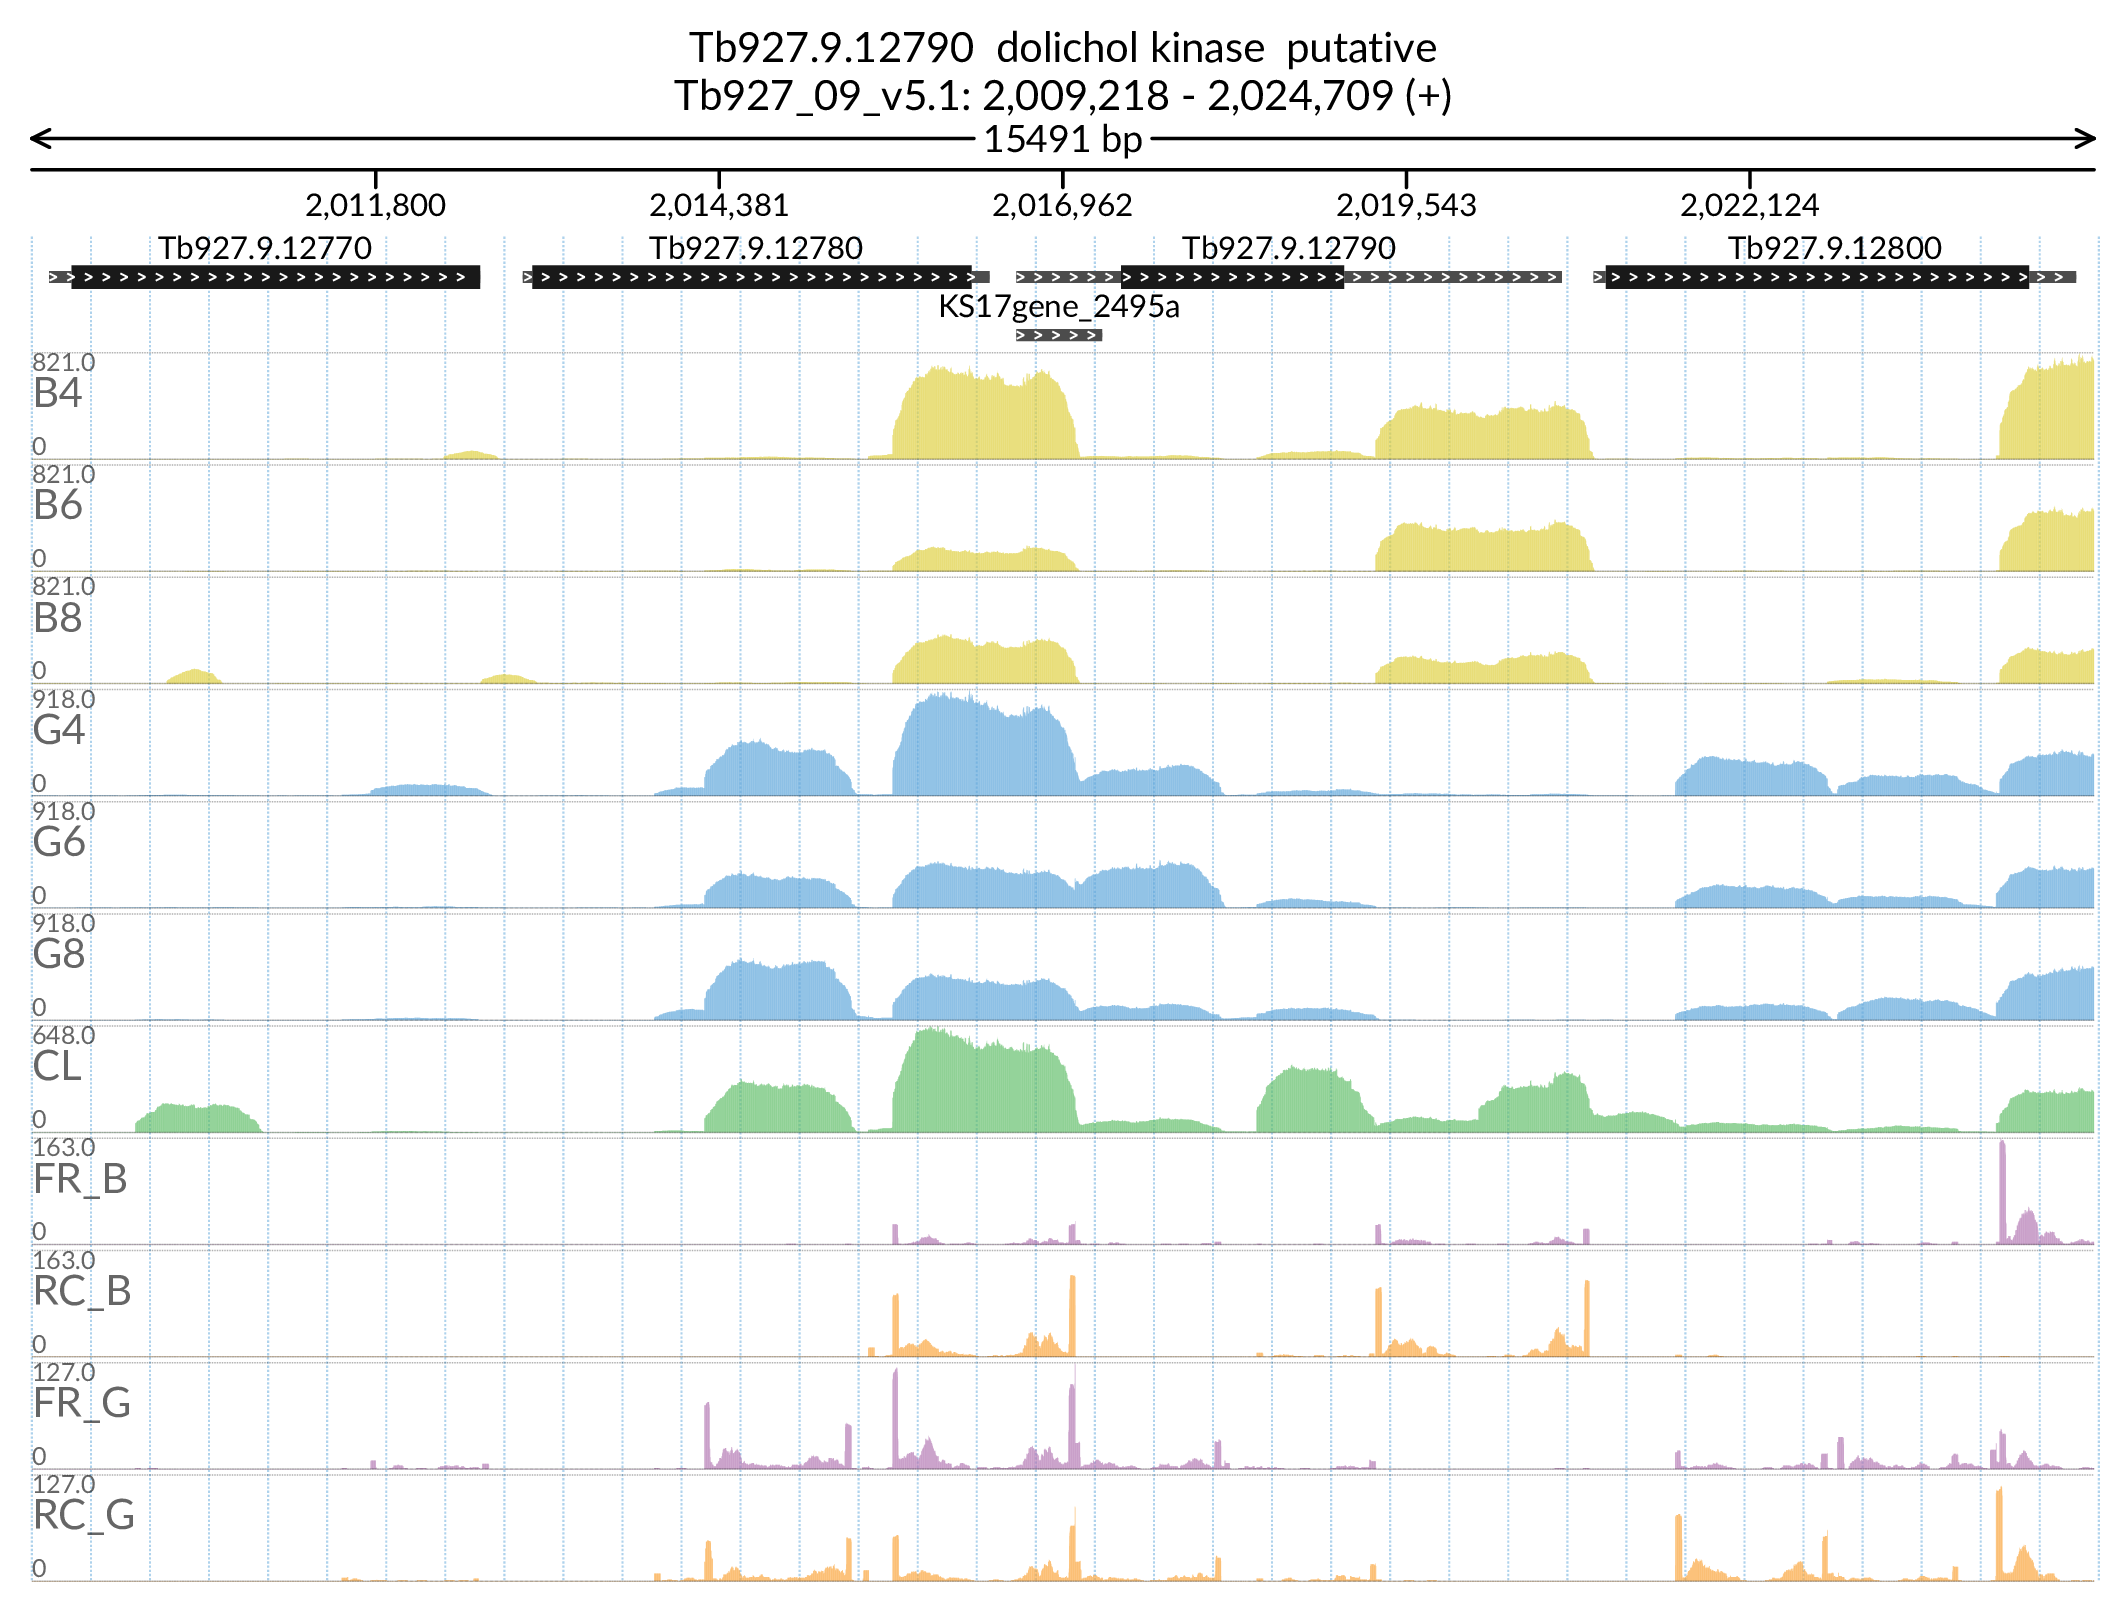 Tb927.9.12790  dolichol kinase  putative
Tb927_09_v5.1: 2,009,218 - 2,024,709 (+)
15491 bp
2,011,800 2,014,381 2,016,962 2,019,543 2,022,124
Tb927.9.12770 Tb927.9.12780 Tb927.9.12790 Tb927.9.12800
KS17gene_2495a
821.0
B4
0
821.0
B6
0
821.0
B8
0
918.0
G4
0
918.0
G6
0
918.0
G8
0
648.0
CL
0
163.0
FR_B
0
163.0
RC_B
0
127.0
FR_G
0
127.0
RC_G
0